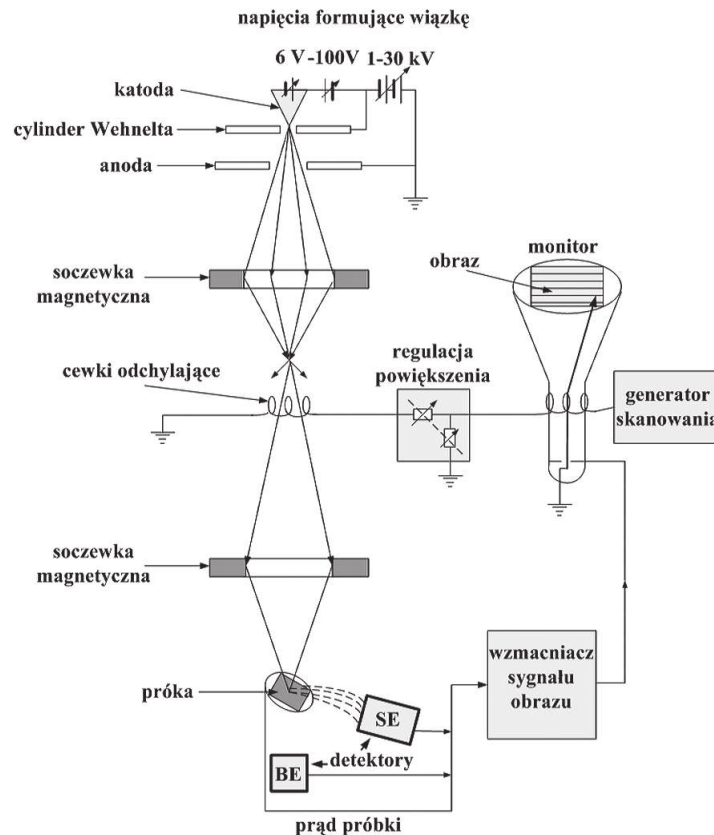 napięcia formujące wiązkę
6 V -100V 1-30 kV
katoda
cylinder Wehnelta
anoda
soczewka
magnetyczna
monitor
obraz
regulacja
powiększenia
cewki odchylające
generator
skanowania
soczewka
magnetyczna
wzmacniacz
sygnału
obrazu
próka
SE
detektory
BE
prąd próbki